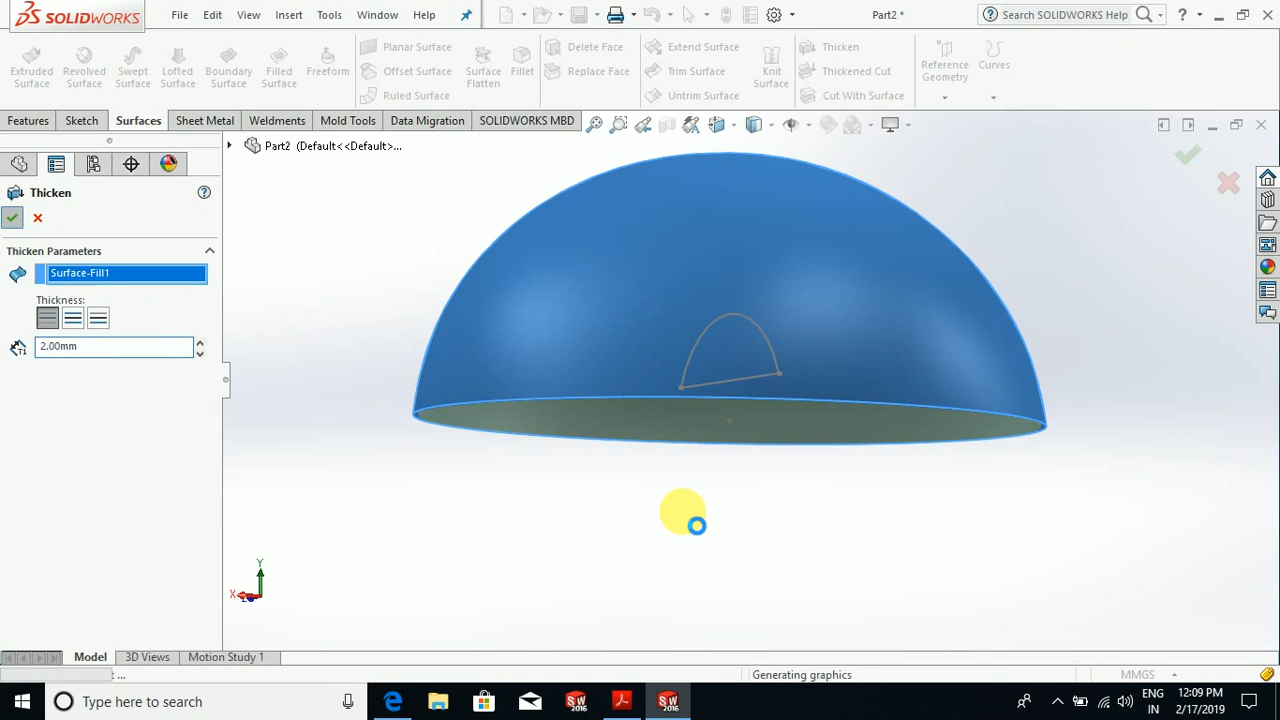 SOLIDWORKS File Edit View Insert Tools Window Help Part2 * Search SOLIDWORKS Help ?
Extruded Surface
Revolved Surface
Swept Surface
Lofted Surface
Boundary Surface
Filled Surface
Freeform
Planar Surface
Offset Surface
Ruled Surface
Surface Flatten
Fillet
Delete Face
Replace Face
Extend Surface
Trim Surface
Untrim Surface
Knit Surface
Thicken
Thickened Cut
Cut With Surface
Reference Geometry
Curves
Features Sketch Surfaces Sheet Metal Weldments Mold Tools Data Migration SOLIDWORKS MBD
Part2 (Default<<Default>...
Thicken
Thicken Parameters
Surface-Fill1
Thickness:
T1 2.00mm
Y
X
Model 3D Views Motion Study 1
... Generating graphics MMGS
Type here to search
SW 2016
SW 2016
ENG
IN
12:09 PM
2/17/2019